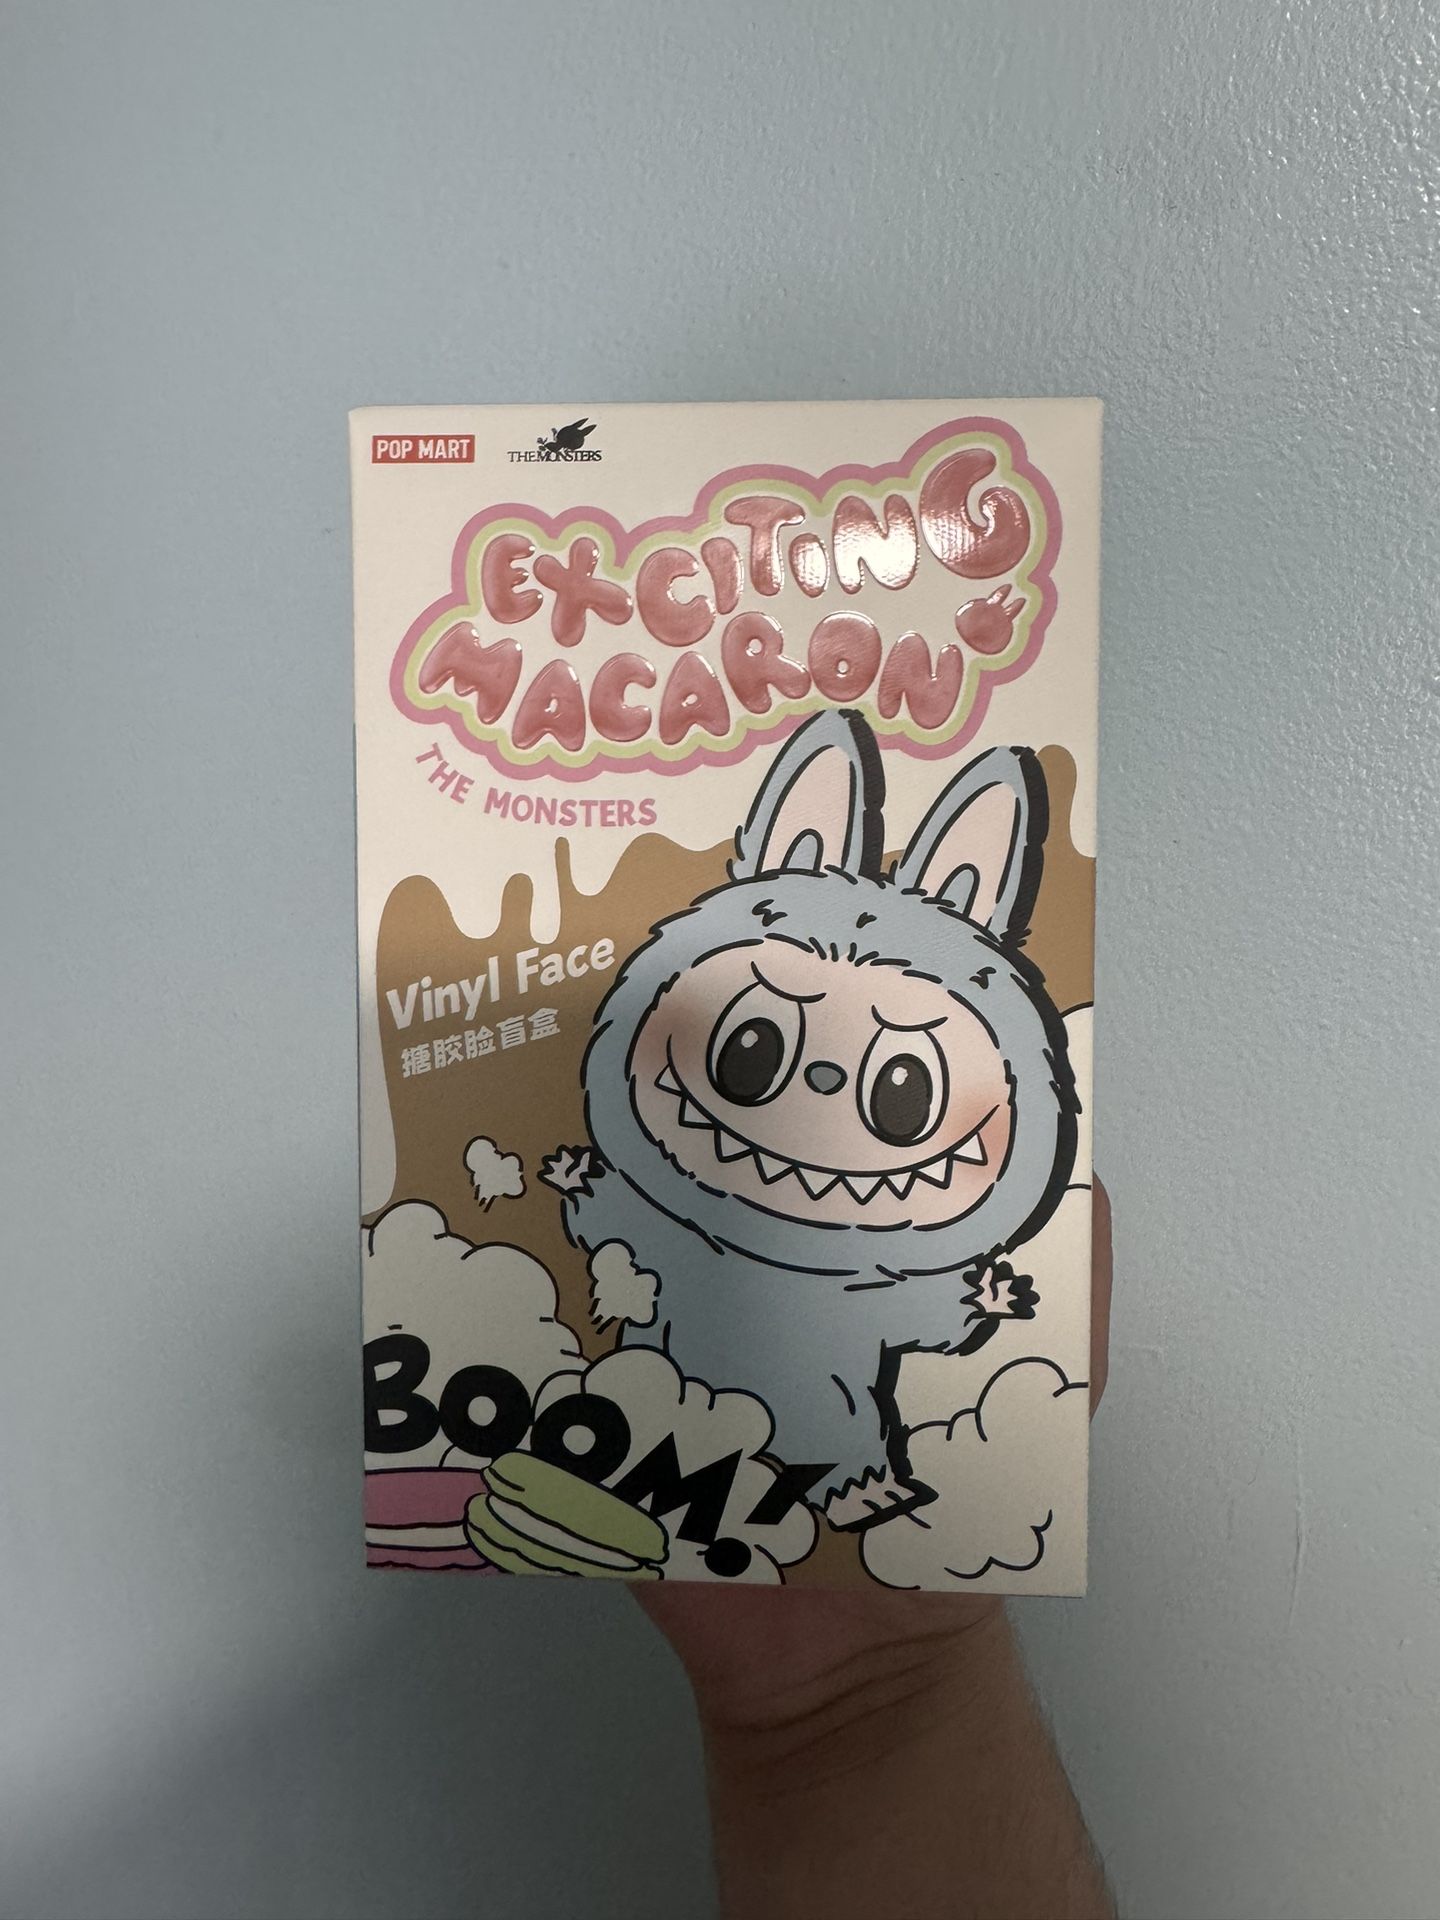 POP MART
THE MONSTERS
EXCITING
MACARON
THE MONSTERS
Vinyl Face
搪胶脸盲盒
BOOM!